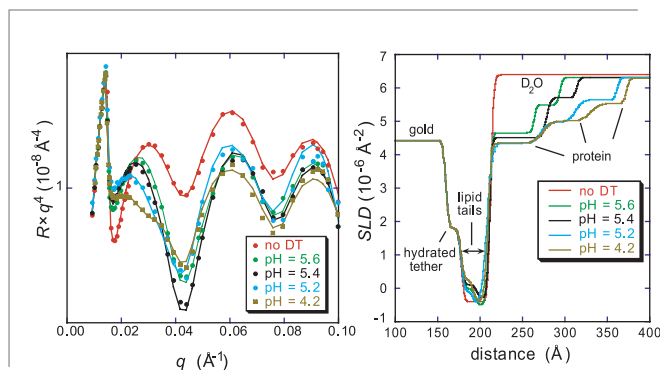 R× q⁴ (10⁻⁸ Å⁻⁴)
1
no DT
pH = 5.6
pH = 5.4
pH = 5.2
pH = 4.2
0.00 0.02 0.04 0.06 0.08 0.10
q (Å⁻¹)
SLD (10⁻⁶ Å⁻²)
7
6
5
4
3
2
1
0
-1
D₂O
gold
protein
lipid
tails
hydrated
tether
no DT
pH = 5.6
pH = 5.4
pH = 5.2
pH = 4.2
100 150 200 250 300 350 400
distance (Å)